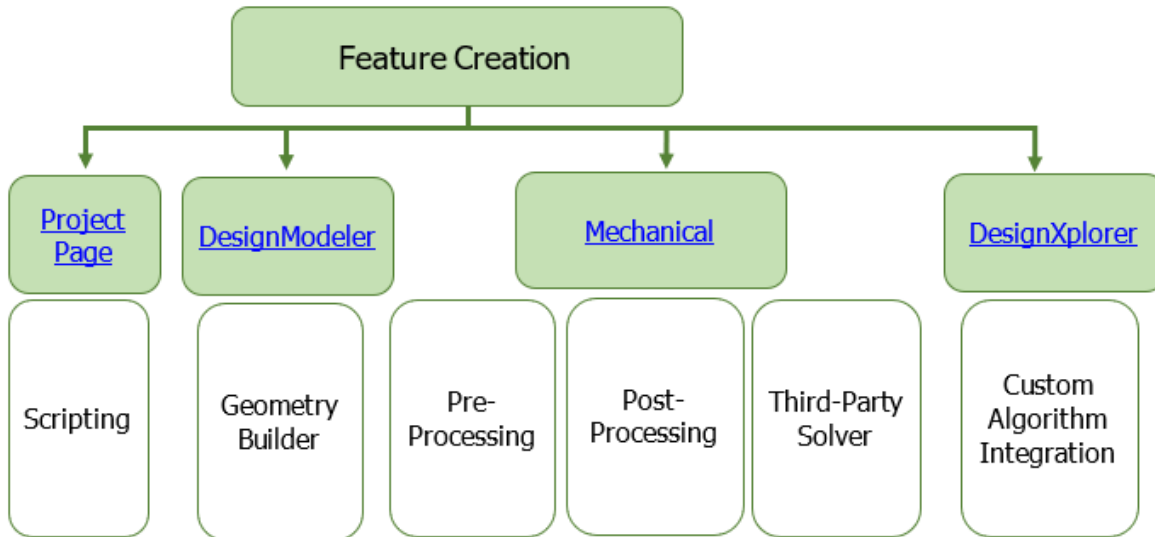 Feature Creation
Project
Page
DesignModeler
Mechanical
DesignXplorer
Scripting
Geometry
Builder
Pre-
Processing
Post-
Processing
Third-Party
Solver
Custom
Algorithm
Integration